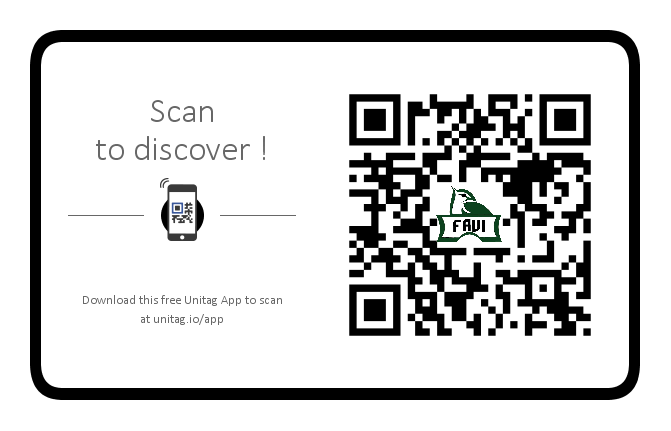 Scan
to discover !
Download this free Unitag App to scan
at unitag.io/app
FAVI